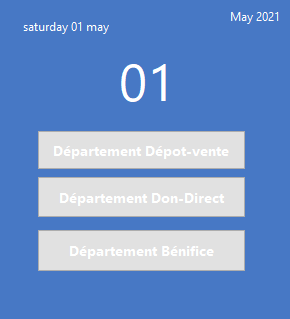 May 2021
saturday 01 may
01
Département Dépot-vente
Département Don-Direct
Département Bénifice